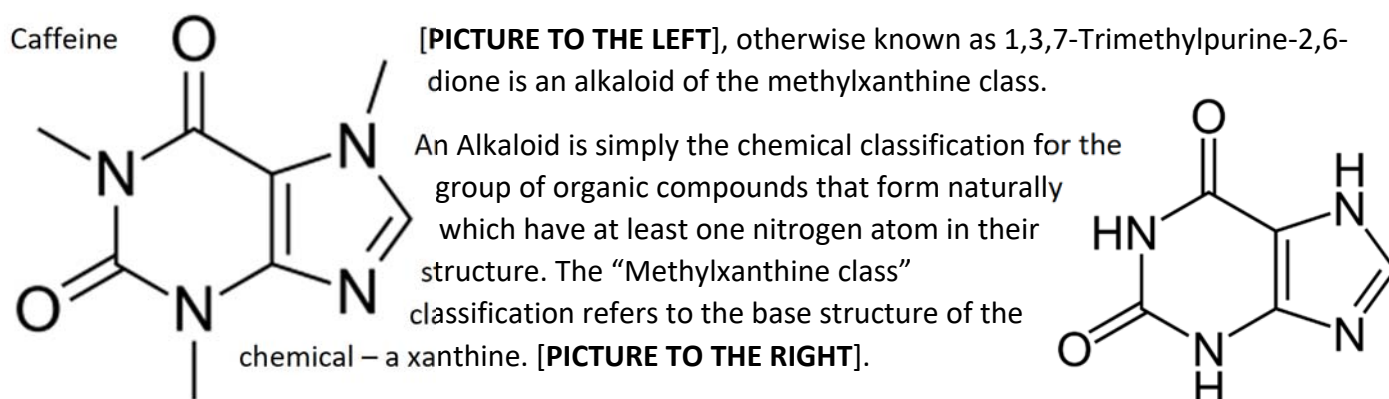 Caffeine [PICTURE TO THE LEFT], otherwise known as 1,3,7-Trimethylpurine-2,6-
dione is an alkaloid of the methylxanthine class.
An Alkaloid is simply the chemical classification for the
group of organic compounds that form naturally
which have at least one nitrogen atom in their
structure. The “Methylxanthine class”
classification refers to the base structure of the
chemical – a xanthine. [PICTURE TO THE RIGHT].
O
N
N
O
N
N
O
H
N
HN
O
N
H
N